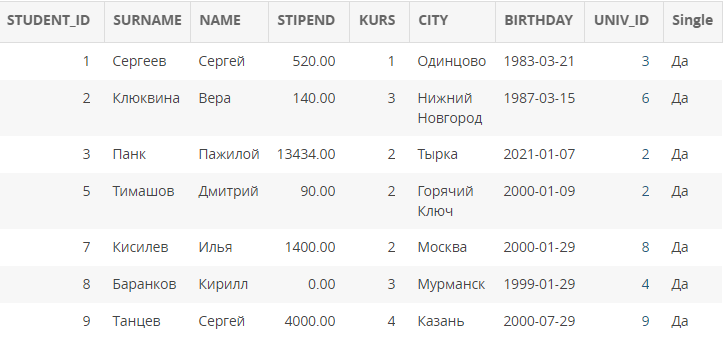 STUDENT_ID SURNAME NAME STIPEND KURS CITY BIRTHDAY UNIV_ID Single
1 Сергеев Сергей 520.00 1 Одинцово 1983-03-21 3 Да
2 Клюквина Вера 140.00 3 Нижний 1987-03-15 6 Да
Новгород
3 Панк Пажилой 13434.00 2 Тырка 2021-01-07 2 Да
5 Тимашов Дмитрий 90.00 2 Горячий 2000-01-09 2 Да
Ключ
7 Кисилев Илья 1400.00 2 Москва 2000-01-29 8 Да
8 Баранков Кирилл 0.00 3 Мурманск 1999-01-29 4 Да
9 Танцев Сергей 4000.00 4 Казань 2000-07-29 9 Да